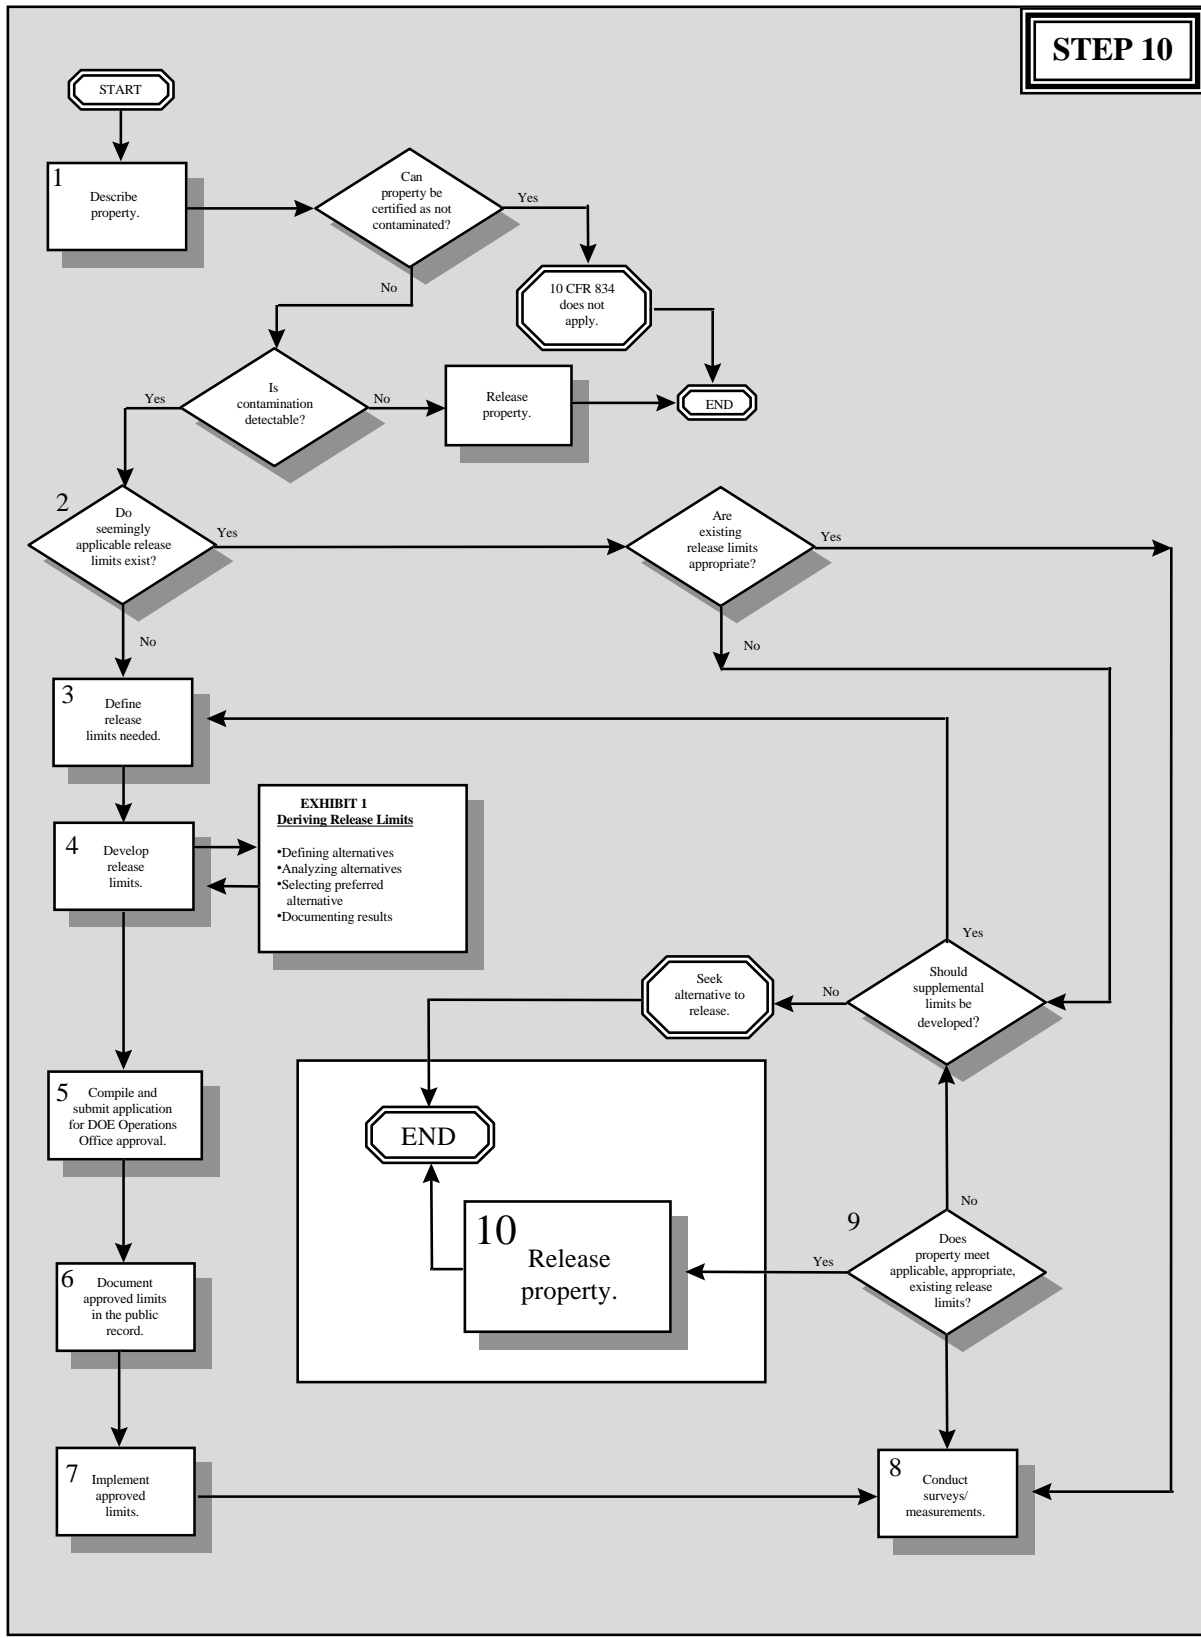 STEP 10
START
1
Describe
property.
Can
property be
certified as not
contaminated?
Yes
No
10 CFR 834
does not
apply.
Is
contamination
detectable?
Yes
No
Release
property.
END
2
Do
seemingly
applicable release
limits exist?
Yes
No
Are
existing
release limits
appropriate?
Yes
No
3
Define
release
limits needed.
4
Develop
release
limits.
EXHIBIT 1
Deriving Release Limits
•Defining alternatives
•Analyzing alternatives
•Selecting preferred
alternative
•Documenting results
Yes
Should
supplemental
limits be
developed?
No
Seek
alternative to
release.
5
Compile and
submit application
for DOE Operations
Office approval.
END
10
Release
property.
9
No
Does
property meet
applicable, appropriate,
existing release
limits?
Yes
6
Document
approved limits
in the public
record.
7
Implement
approved
limits.
8
Conduct
surveys/
measurements.